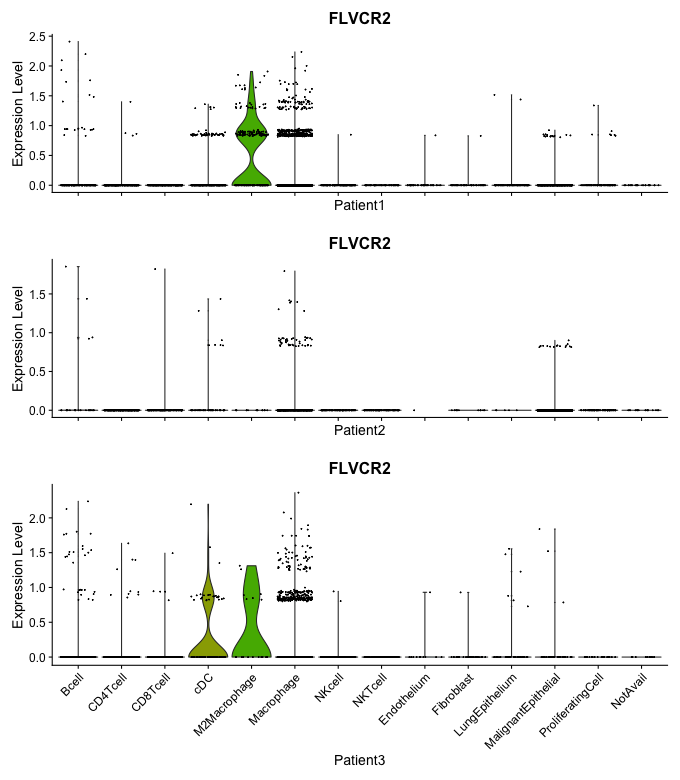 FLVCR2
Expression Level
2.5
2.0
1.5
1.0
0.5
0.0
Patient1
FLVCR2
Expression Level
1.5
1.0
0.5
0.0
Patient2
FLVCR2
Expression Level
2.0
1.5
1.0
0.5
0.0
Bcell
CD4Tcell
CD8Tcell
cDC
M2Macrophage
Macrophage
NKcell
NKTcell
Endothelium
Fibroblast
LungEpithelium
MalignantEpithelial
ProliferatingCell
NotAvail
Patient3